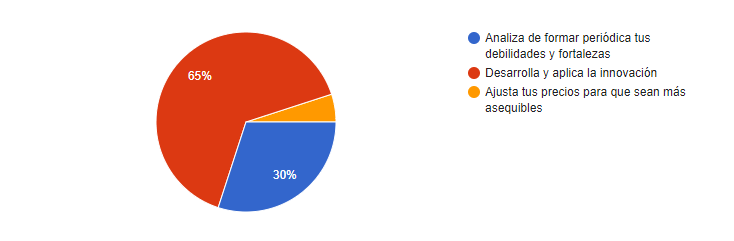 65%
30%
Analiza de formar periódica tus
debilidades y fortalezas
Desarrolla y aplica la innovación
Ajusta tus precios para que sean más
asequibles